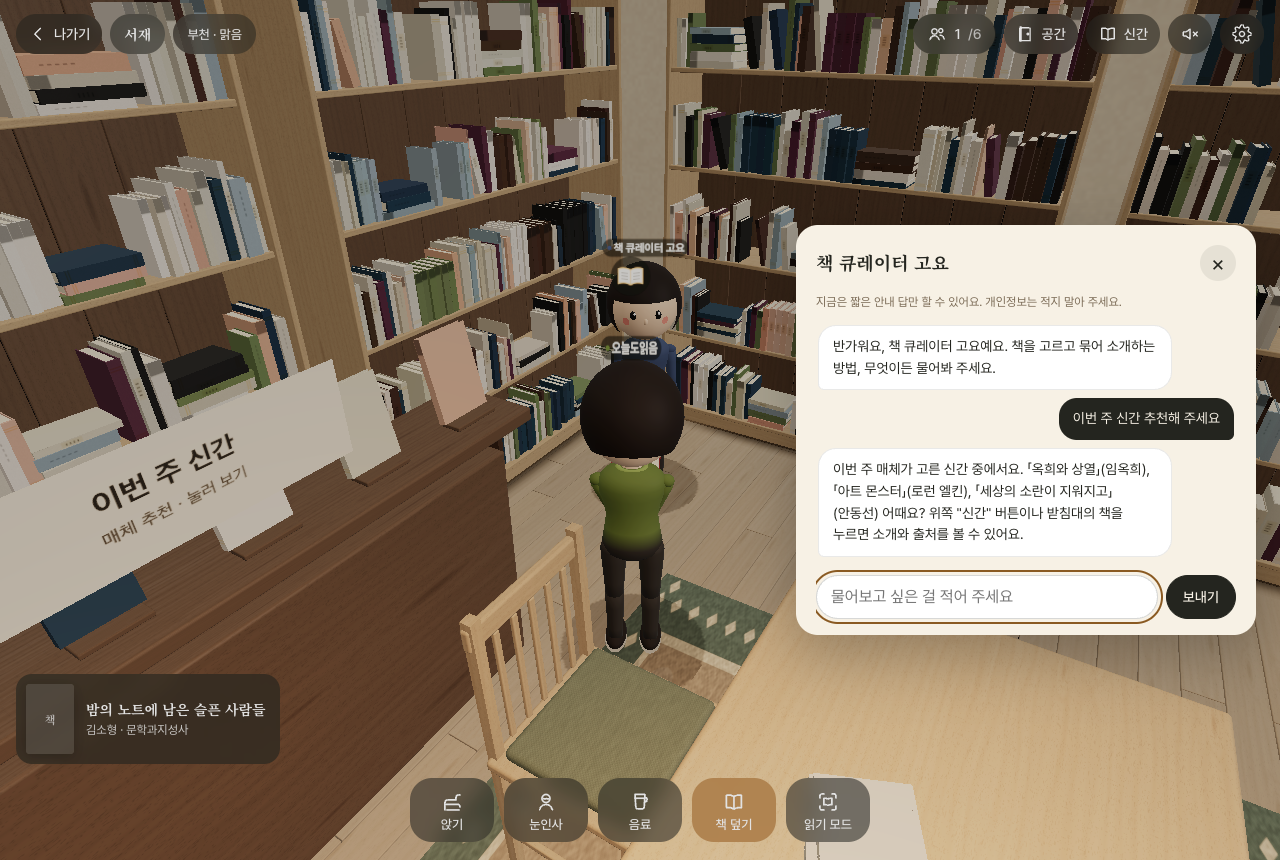 나가기
서재
부천 · 맑음
1 /6
공간
신간
책 큐레이터 고요
오늘도읽음
이번 주 신간
매체 추천 · 눌러 보기
책 큐레이터 고요
지금은 짧은 안내 답만 할 수 있어요. 개인정보는 적지 말아 주세요.
반가워요, 책 큐레이터 고요예요. 책을 고르고 묶어 소개하는
방법, 무엇이든 물어봐 주세요.
이번 주 신간 추천해 주세요
이번 주 매체가 고른 신간 중에서요. 「옥희와 상열」(임옥희),
「아트 몬스터」(로런 엘킨), 「세상의 소란이 지워지고」
(안동선) 어때요? 위쪽 "신간" 버튼이나 받침대의 책을
누르면 소개와 출처를 볼 수 있어요.
물어보고 싶은 걸 적어 주세요
보내기
책
밤의 노트에 남은 슬픈 사람들
김소형 · 문학과지성사
앉기
눈인사
음료
책 덮기
읽기 모드